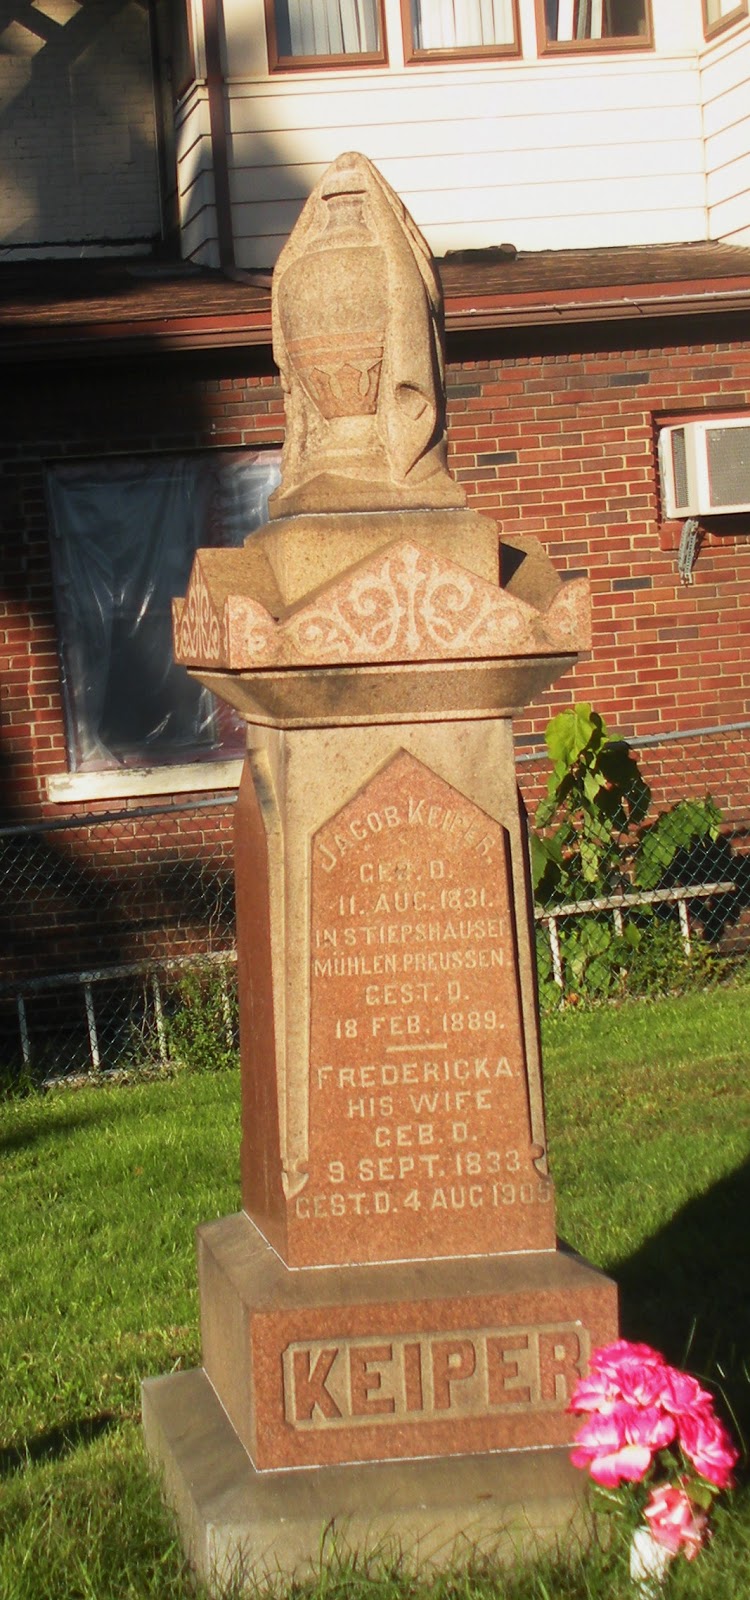 JACOB KEIPER.
GEB. D.
11. AUG. 1831.
IN STIEPSHAUSER
MÜHLEN. PREUSSEN.
GEST. D.
18 FEB. 1889.
FREDERICKA
HIS WIFE
GEB. D.
9 SEPT. 1833.
GEST. D. 4 AUG 1905
KEIPER